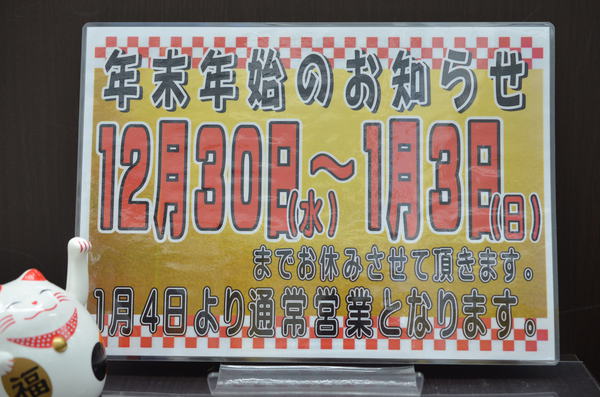 年末年始のお知らせ
12月30日(水)～1月3日(日)
までお休みさせて頂きます。
1月4日より通常営業となります。
福